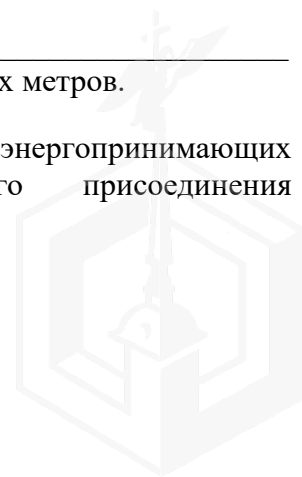 х метров.
энергопринимающих
го присоединения